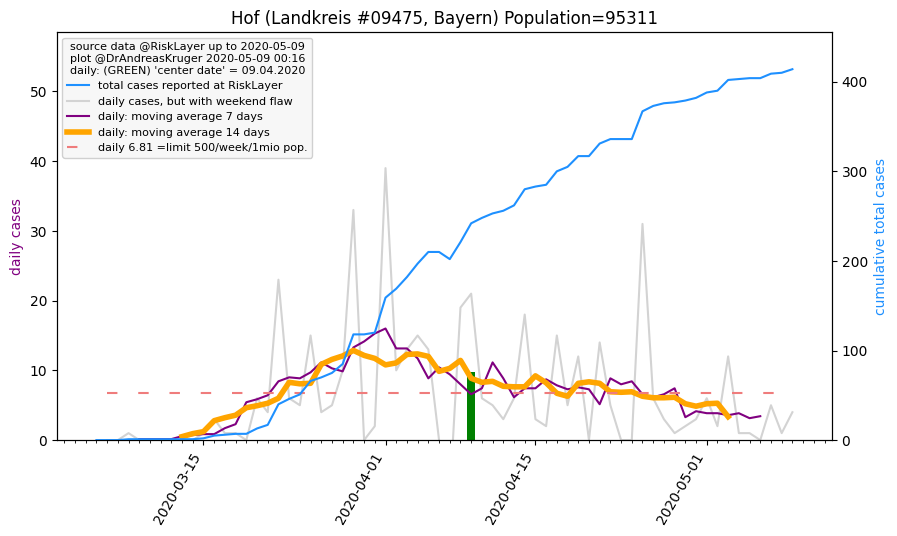 Hof (Landkreis #09475, Bayern) Population=95311
source data @RiskLayer up to 2020-05-09
plot @DrAndreasKruger 2020-05-09 00:16
daily: (GREEN) 'center date' = 09.04.2020
total cases reported at RiskLayer
daily cases, but with weekend flaw
daily: moving average 7 days
daily: moving average 14 days
daily 6.81 =limit 500/week/1mio pop.
daily cases
50
40
30
20
10
0
cumulative total cases
400
300
200
100
0
2020-03-15
2020-04-01
2020-04-15
2020-05-01